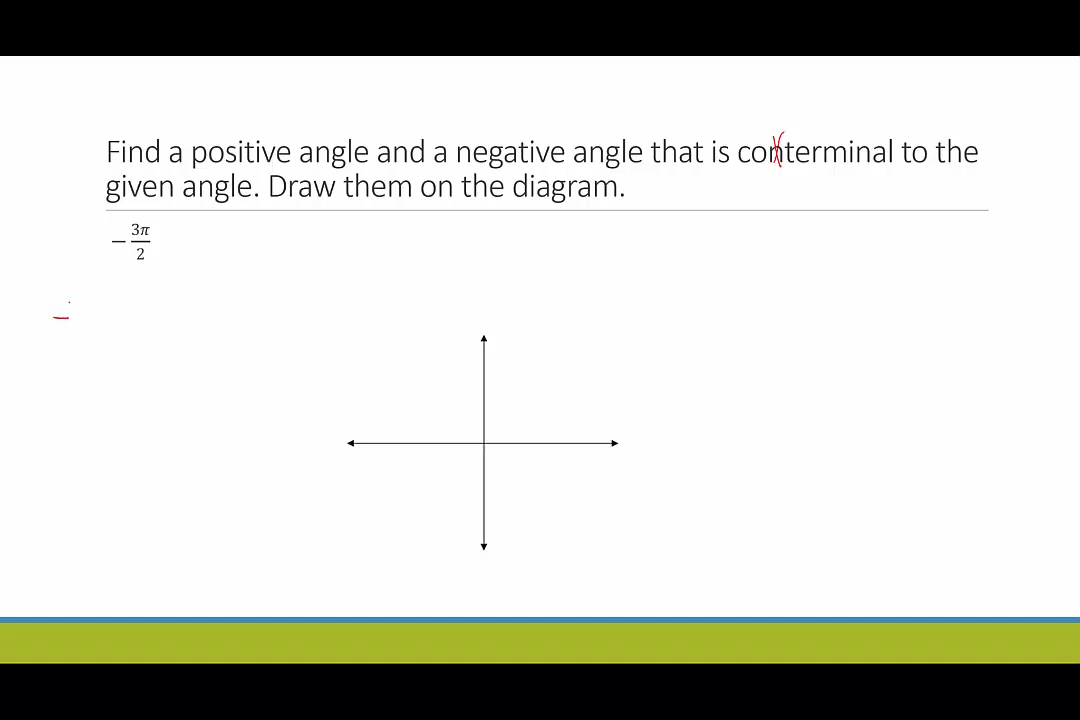 Find a positive angle and a negative angle that is conterminal to the
given angle. Draw them on the diagram.
−3π/2